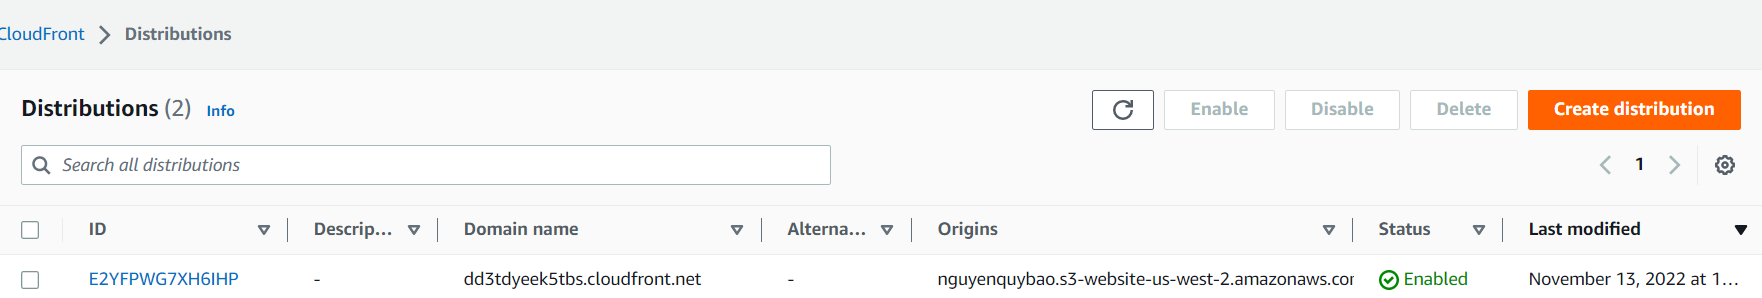 CloudFront > Distributions
Distributions (2) Info
Enable Disable Delete Create distribution
Search all distributions
1
ID Descrip... Domain name Alterna... Origins Status Last modified
E2YFPWG7XH6IHP - dd3tdyeek5tbs.cloudfront.net - nguyenquybao.s3-website-us-west-2.amazonaws.cor Enabled November 13, 2022 at 1...